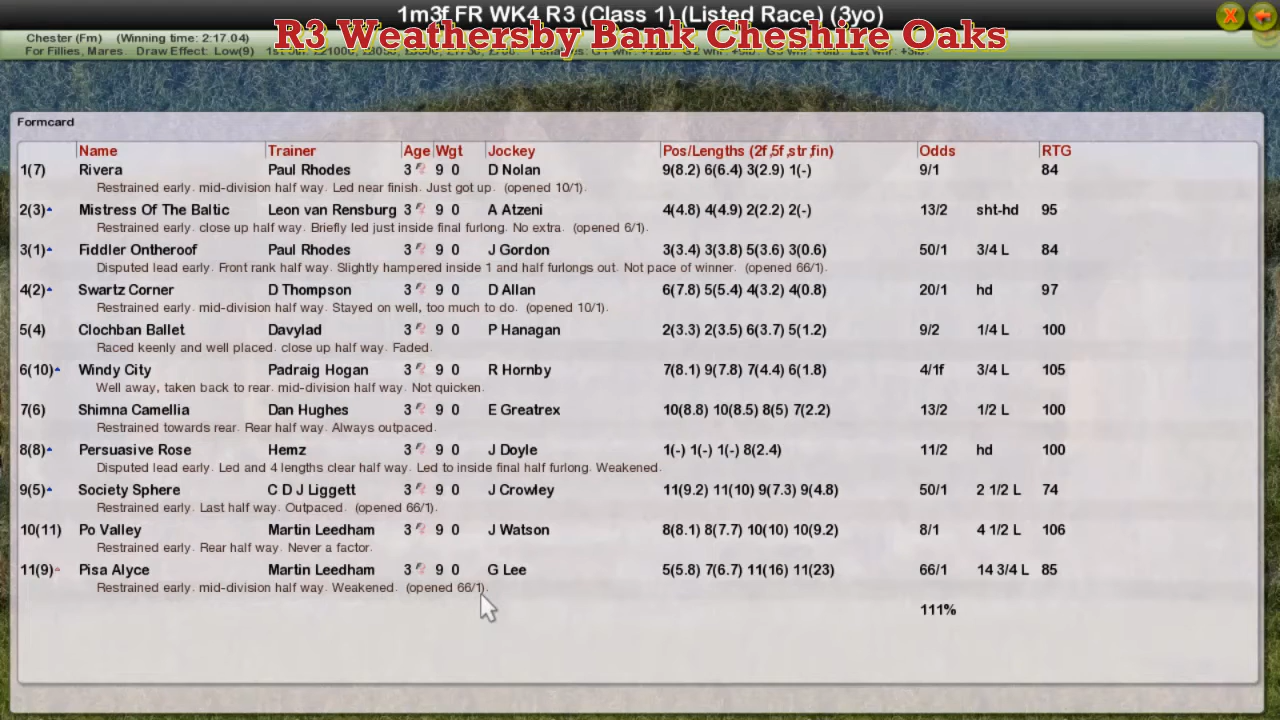 1m3f FR WK4 R3 (Class 1) (Listed Race) (3yo)
R3 Weathersby Bank Cheshire Oaks
Chester (Fm) (Winning time: 2:17.04)
For Fillies, Mares. Draw Effect: Low(9)
Formcard
Name Trainer Age Wgt Jockey Pos/Lengths (2f,5f,str,fin) Odds RTG
1(7) Rivera Paul Rhodes 3 9 0 D Nolan 9(8.2) 6(6.4) 3(2.9) 1(-) 9/1 84
Restrained early. mid-division half way. Led near finish. Just got up. (opened 10/1).
2(3) Mistress Of The Baltic Leon van Rensburg 3 9 0 A Atzeni 4(4.8) 4(4.9) 2(2.2) 2(-) 13/2 sht-hd 95
Restrained early. close up half way. Briefly led just inside final furlong. No extra. (opened 6/1).
3(1) Fiddler Ontheroof Paul Rhodes 3 9 0 J Gordon 3(3.4) 3(3.8) 5(3.6) 3(0.6) 50/1 3/4 L 84
Disputed lead early. Front rank half way. Slightly hampered inside 1 and half furlongs out. Not pace of winner. (opened 66/1).
4(2) Swartz Corner D Thompson 3 9 0 D Allan 6(7.8) 5(5.4) 4(3.2) 4(0.8) 20/1 hd 97
Restrained early. mid-division half way. Stayed on well, too much to do. (opened 10/1).
5(4) Clochban Ballet Davylad 3 9 0 P Hanagan 2(3.3) 2(3.5) 6(3.7) 5(1.2) 9/2 1/4 L 100
Raced keenly and well placed. close up half way. Faded.
6(10) Windy City Padraig Hogan 3 9 0 R Hornby 7(8.1) 9(7.8) 7(4.4) 6(1.8) 4/1f 3/4 L 105
Well away, taken back to rear. mid-division half way. Not quicken.
7(6) Shimna Camellia Dan Hughes 3 9 0 E Greatrex 10(8.8) 10(8.5) 8(5) 7(2.2) 13/2 1/2 L 100
Restrained towards rear. Rear half way. Always outpaced.
8(8) Persuasive Rose Hemz 3 9 0 J Doyle 1(-) 1(-) 1(-) 8(2.4) 11/2 hd 100
Disputed lead early. Led and 4 lengths clear half way. Led to inside final half furlong. Weakened.
9(5) Society Sphere C D J Liggett 3 9 0 J Crowley 11(9.2) 11(10) 9(7.3) 9(4.8) 50/1 2 1/2 L 74
Restrained early. Last half way. Outpaced. (opened 66/1).
10(11) Po Valley Martin Leedham 3 9 0 J Watson 8(8.1) 8(7.7) 10(10) 10(9.2) 8/1 4 1/2 L 106
Restrained early. Rear half way. Never a factor.
11(9) Pisa Alyce Martin Leedham 3 9 0 G Lee 5(5.8) 7(6.7) 11(16) 11(23) 66/1 14 3/4 L 85
Restrained early. mid-division half way. Weakened. (opened 66/1).
111%